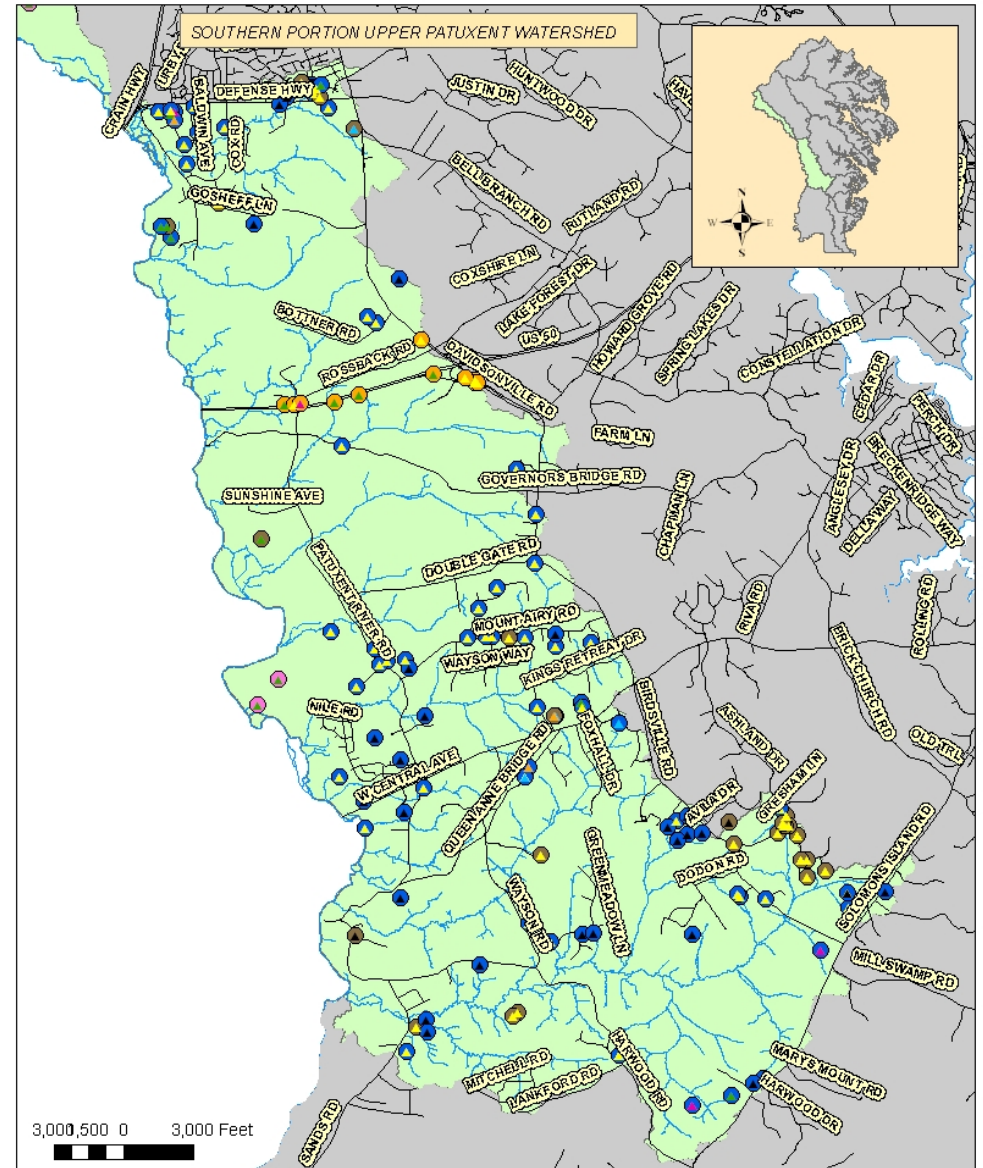 SOUTHERN PORTION UPPER PATUXENT WATERSHED
CRAIN HWY
BALDWIN AVE
DEFENSE HWY
COX RD
JUSTIN DR
HUNTWOOD DR
GOSHEFF LN
BELL BRANCH RD
RUTLAND RD
N
W
E
S
COXSHIRE LN
LAKE FOREST DR
US 50
HOWARD GROVE RD
SPRING LAKES DR
BOTTNER RD
ROSSBACK RD
DAVIDSONVILLE RD
CONSTELLATION DR
CEDAR DR
PERCH DR
FARM LN
BRECKENRIDGE WAY
ANGLESEY DR
DELLA WAY
GOVERNORS BRIDGE RD
SUNSHINE AVE
CHAPMAN LN
PATUXENT RIVER RD
DOUBLE GATE RD
MOUNT AIRY RD
WAYSON WAY
KINGS RETREAT DR
RIVA RD
ROLLING RD
BRICK CHURCH RD
NILE RD
BIRDSVILLE RD
ASHLAND DR
OLD TRL
FOXHALL DR
W CENTRAL AVE
QUEEN ANNE BRIDGE RD
AVILA DR
GRESHAM LN
GREENMEADOW LN
DODON RD
SOLOMONS ISLAND RD
WAYSON RD
MILL SWAMP RD
MITCHELL RD
LANKFORD RD
HARWOOD RD
MARYS MOUNT RD
HARWOOD DR
SANDS RD
3,000 1,500 0 3,000 Feet